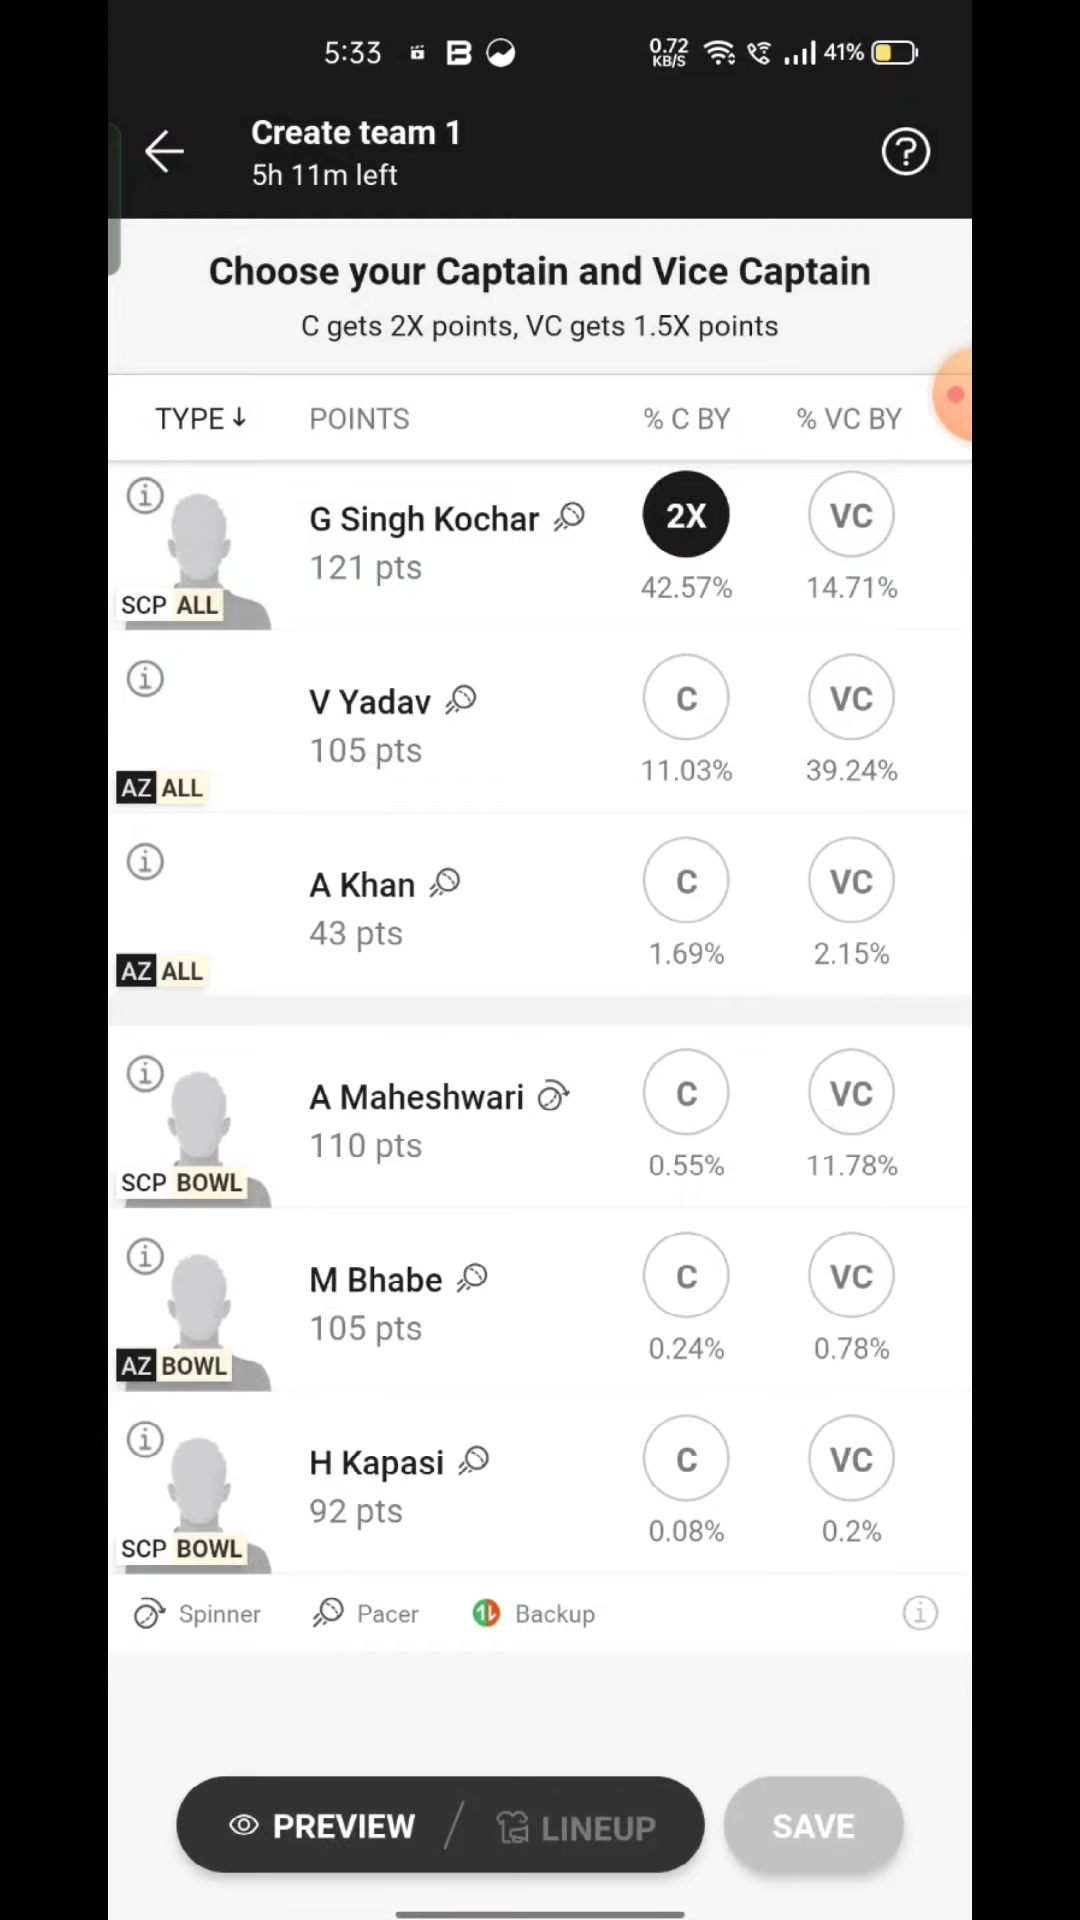 5:33 0.72 KB/S 41%
Create team 1
5h 11m left
Choose your Captain and Vice Captain
C gets 2X points, VC gets 1.5X points
TYPE↓ POINTS % C BY % VC BY
G Singh Kochar 2X VC
121 pts 42.57% 14.71%
SCP ALL
V Yadav C VC
105 pts 11.03% 39.24%
AZ ALL
A Khan C VC
43 pts 1.69% 2.15%
AZ ALL
A Maheshwari C VC
110 pts 0.55% 11.78%
SCP BOWL
M Bhabe C VC
105 pts 0.24% 0.78%
AZ BOWL
H Kapasi C VC
92 pts 0.08% 0.2%
SCP BOWL
Spinner Pacer Backup
PREVIEW / LINEUP SAVE